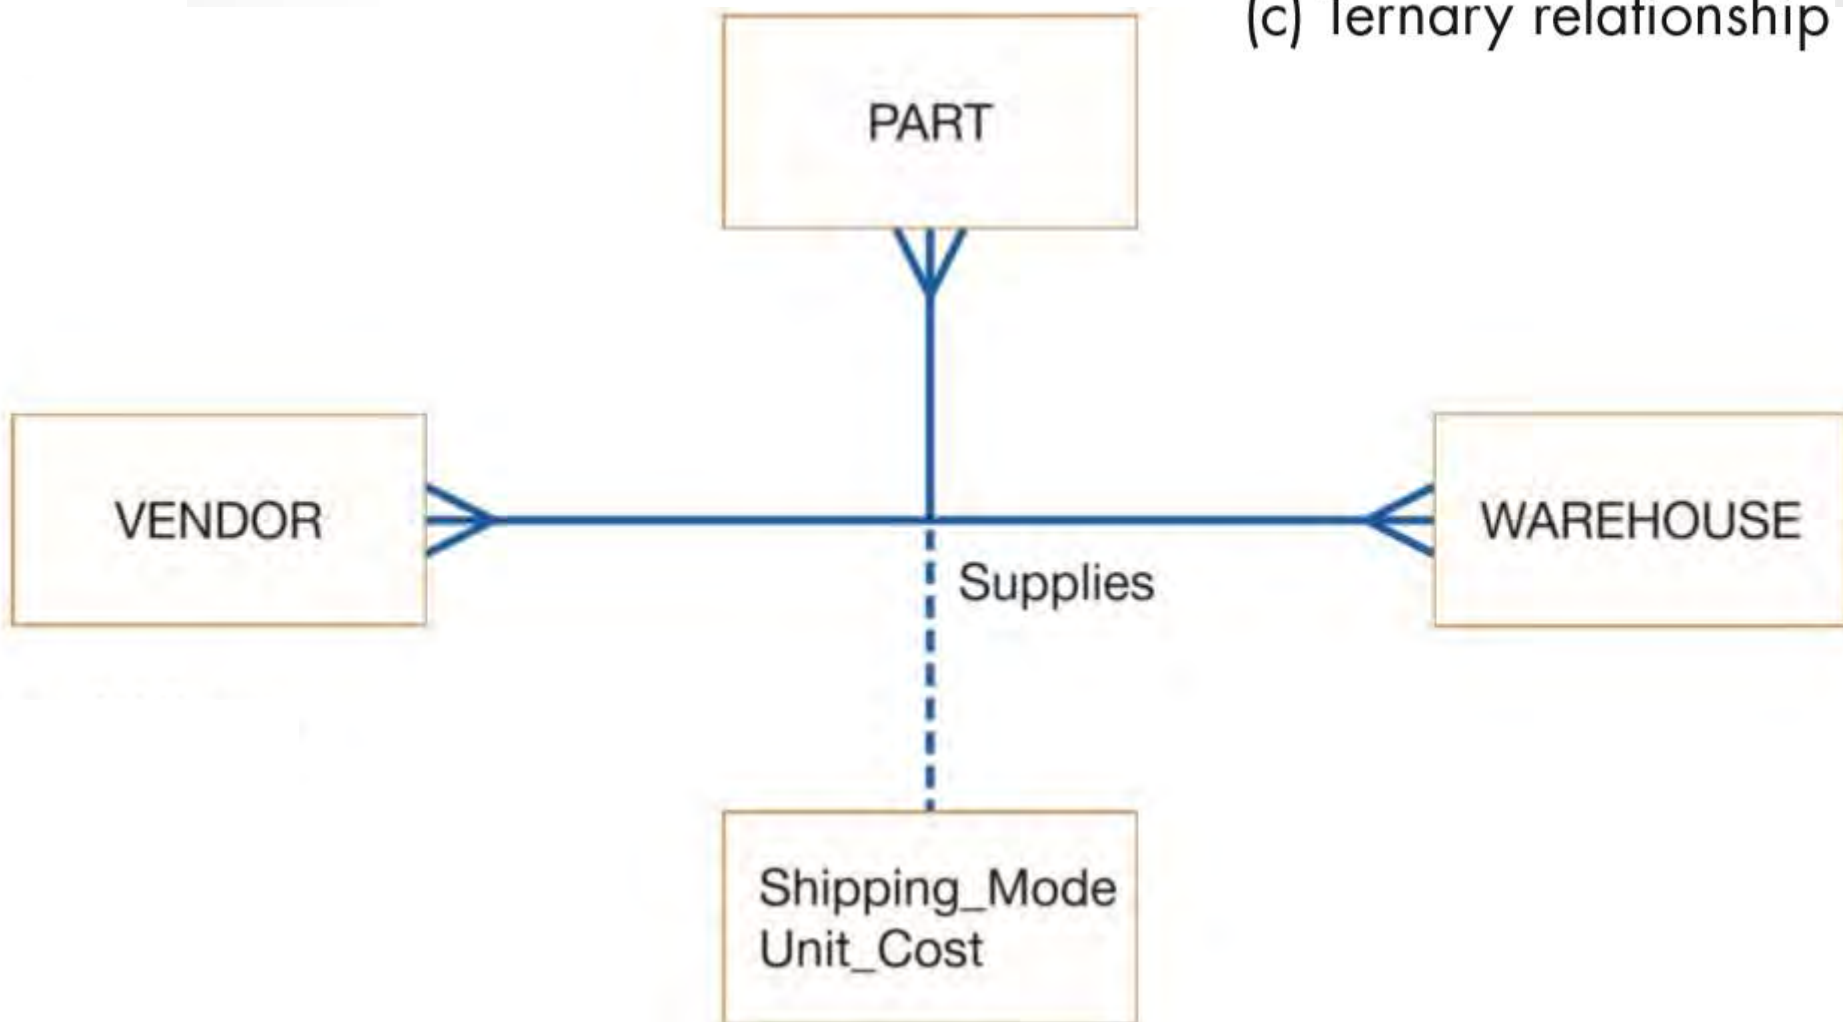 (c) Ternary relationship
PART
VENDOR
WAREHOUSE
Supplies
Shipping_Mode
Unit_Cost